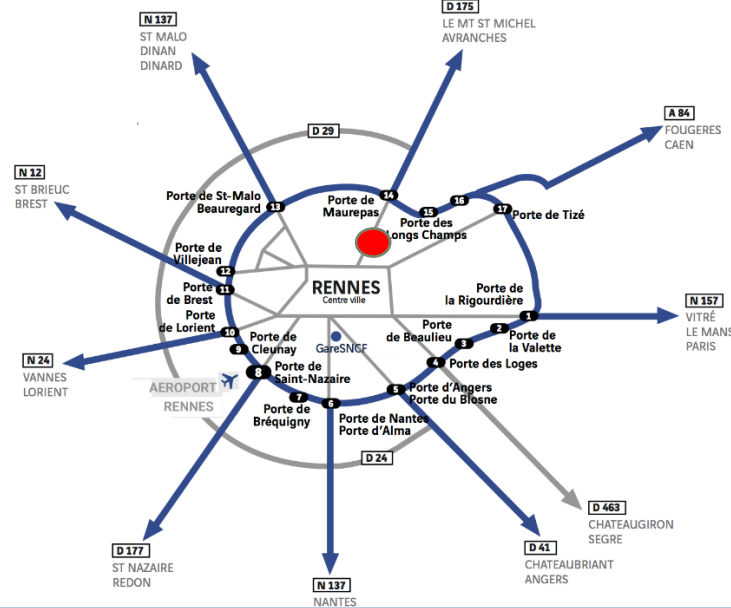 D 175
LE MT ST MICHEL
AVRANCHES
N 137
ST MALO
DINAN
DINARD
A 84
FOUGERES
CAEN
D 29
N 12
ST BRIEUC
BREST
Porte de St-Malo
Beauregard
13
Porte de
Maurepas
14
15
16
17
Porte des
Longs Champs
Porte de Tizé
Porte de
Villejean
12
Porte
de Brest
11
RENNES
Centre ville
Porte de
la Rigourdière
1
N 157
VITRÉ
LE MANS
PARIS
Porte
de Lorient
10
9
Porte de
Cleunay
GareSNCF
Porte
de Beaulieu
3
2
Porte de
la Valette
N 24
VANNES
LORIENT
AEROPORT
RENNES
8
Porte de
Saint-Nazaire
4
Porte des Loges
7
Porte de
Bréquigny
6
Porte de Nantes
Porte d'Alma
5
Porte d'Angers
Porte du Blosne
D 24
D 463
CHATEAUGIRON
SEGRE
D 177
ST NAZAIRE
REDON
D 41
CHATEAUBRIANT
ANGERS
N 137
NANTES